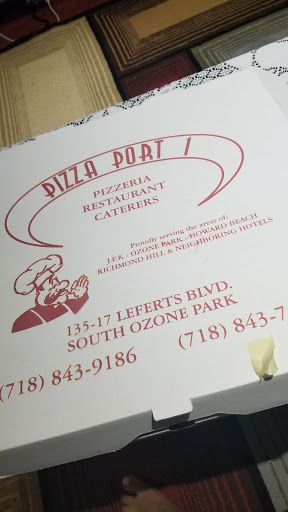 PIZZA PORT 1
PIZZERIA
RESTAURANT
CATERERS
Proudly serving the areas of:
J.F.K - OZONE PARK - HOWARD BEACH
RICHMOND HILL & NEIGHBORING HOTELS
135-17 LEFERTS BLVD.
SOUTH OZONE PARK
(718) 843-9186
(718) 843-7